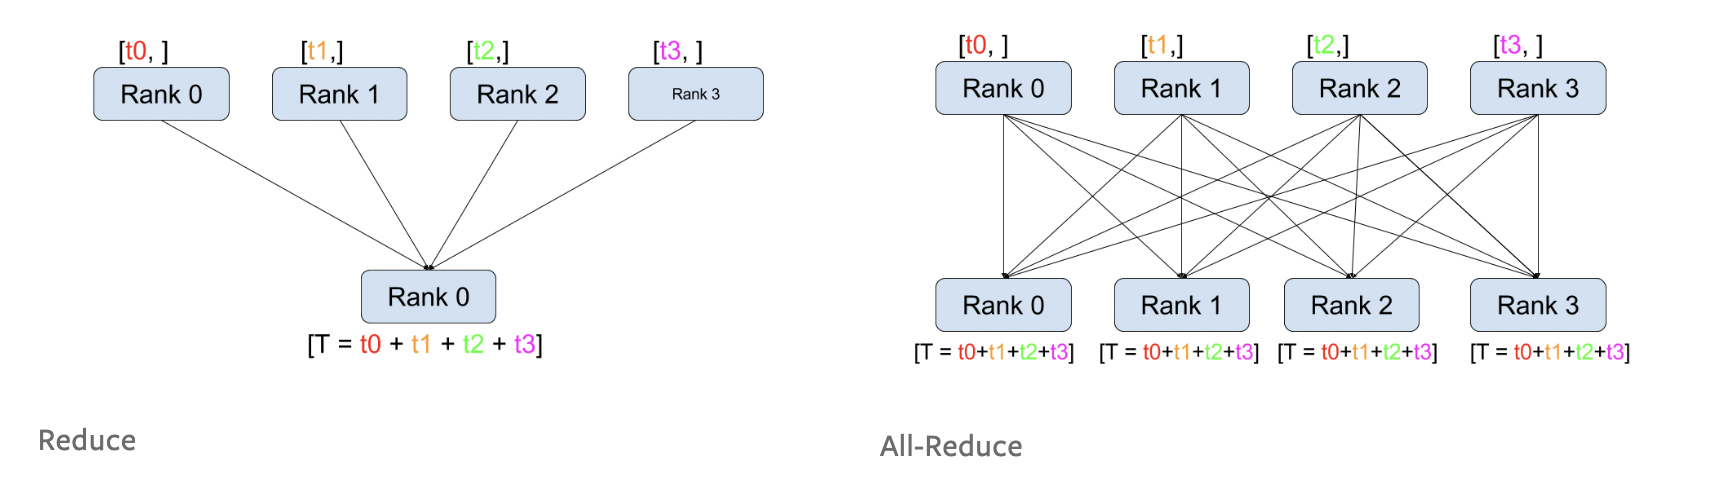 [t0, ] [t1,] [t2,] [t3, ]
Rank 0 Rank 1 Rank 2 Rank 3
Rank 0
[T = t0 + t1 + t2 + t3]
Reduce
[t0, ] [t1,] [t2,] [t3, ]
Rank 0 Rank 1 Rank 2 Rank 3
Rank 0 Rank 1 Rank 2 Rank 3
[T = t0+t1+t2+t3] [T = t0+t1+t2+t3] [T = t0+t1+t2+t3] [T = t0+t1+t2+t3]
All-Reduce